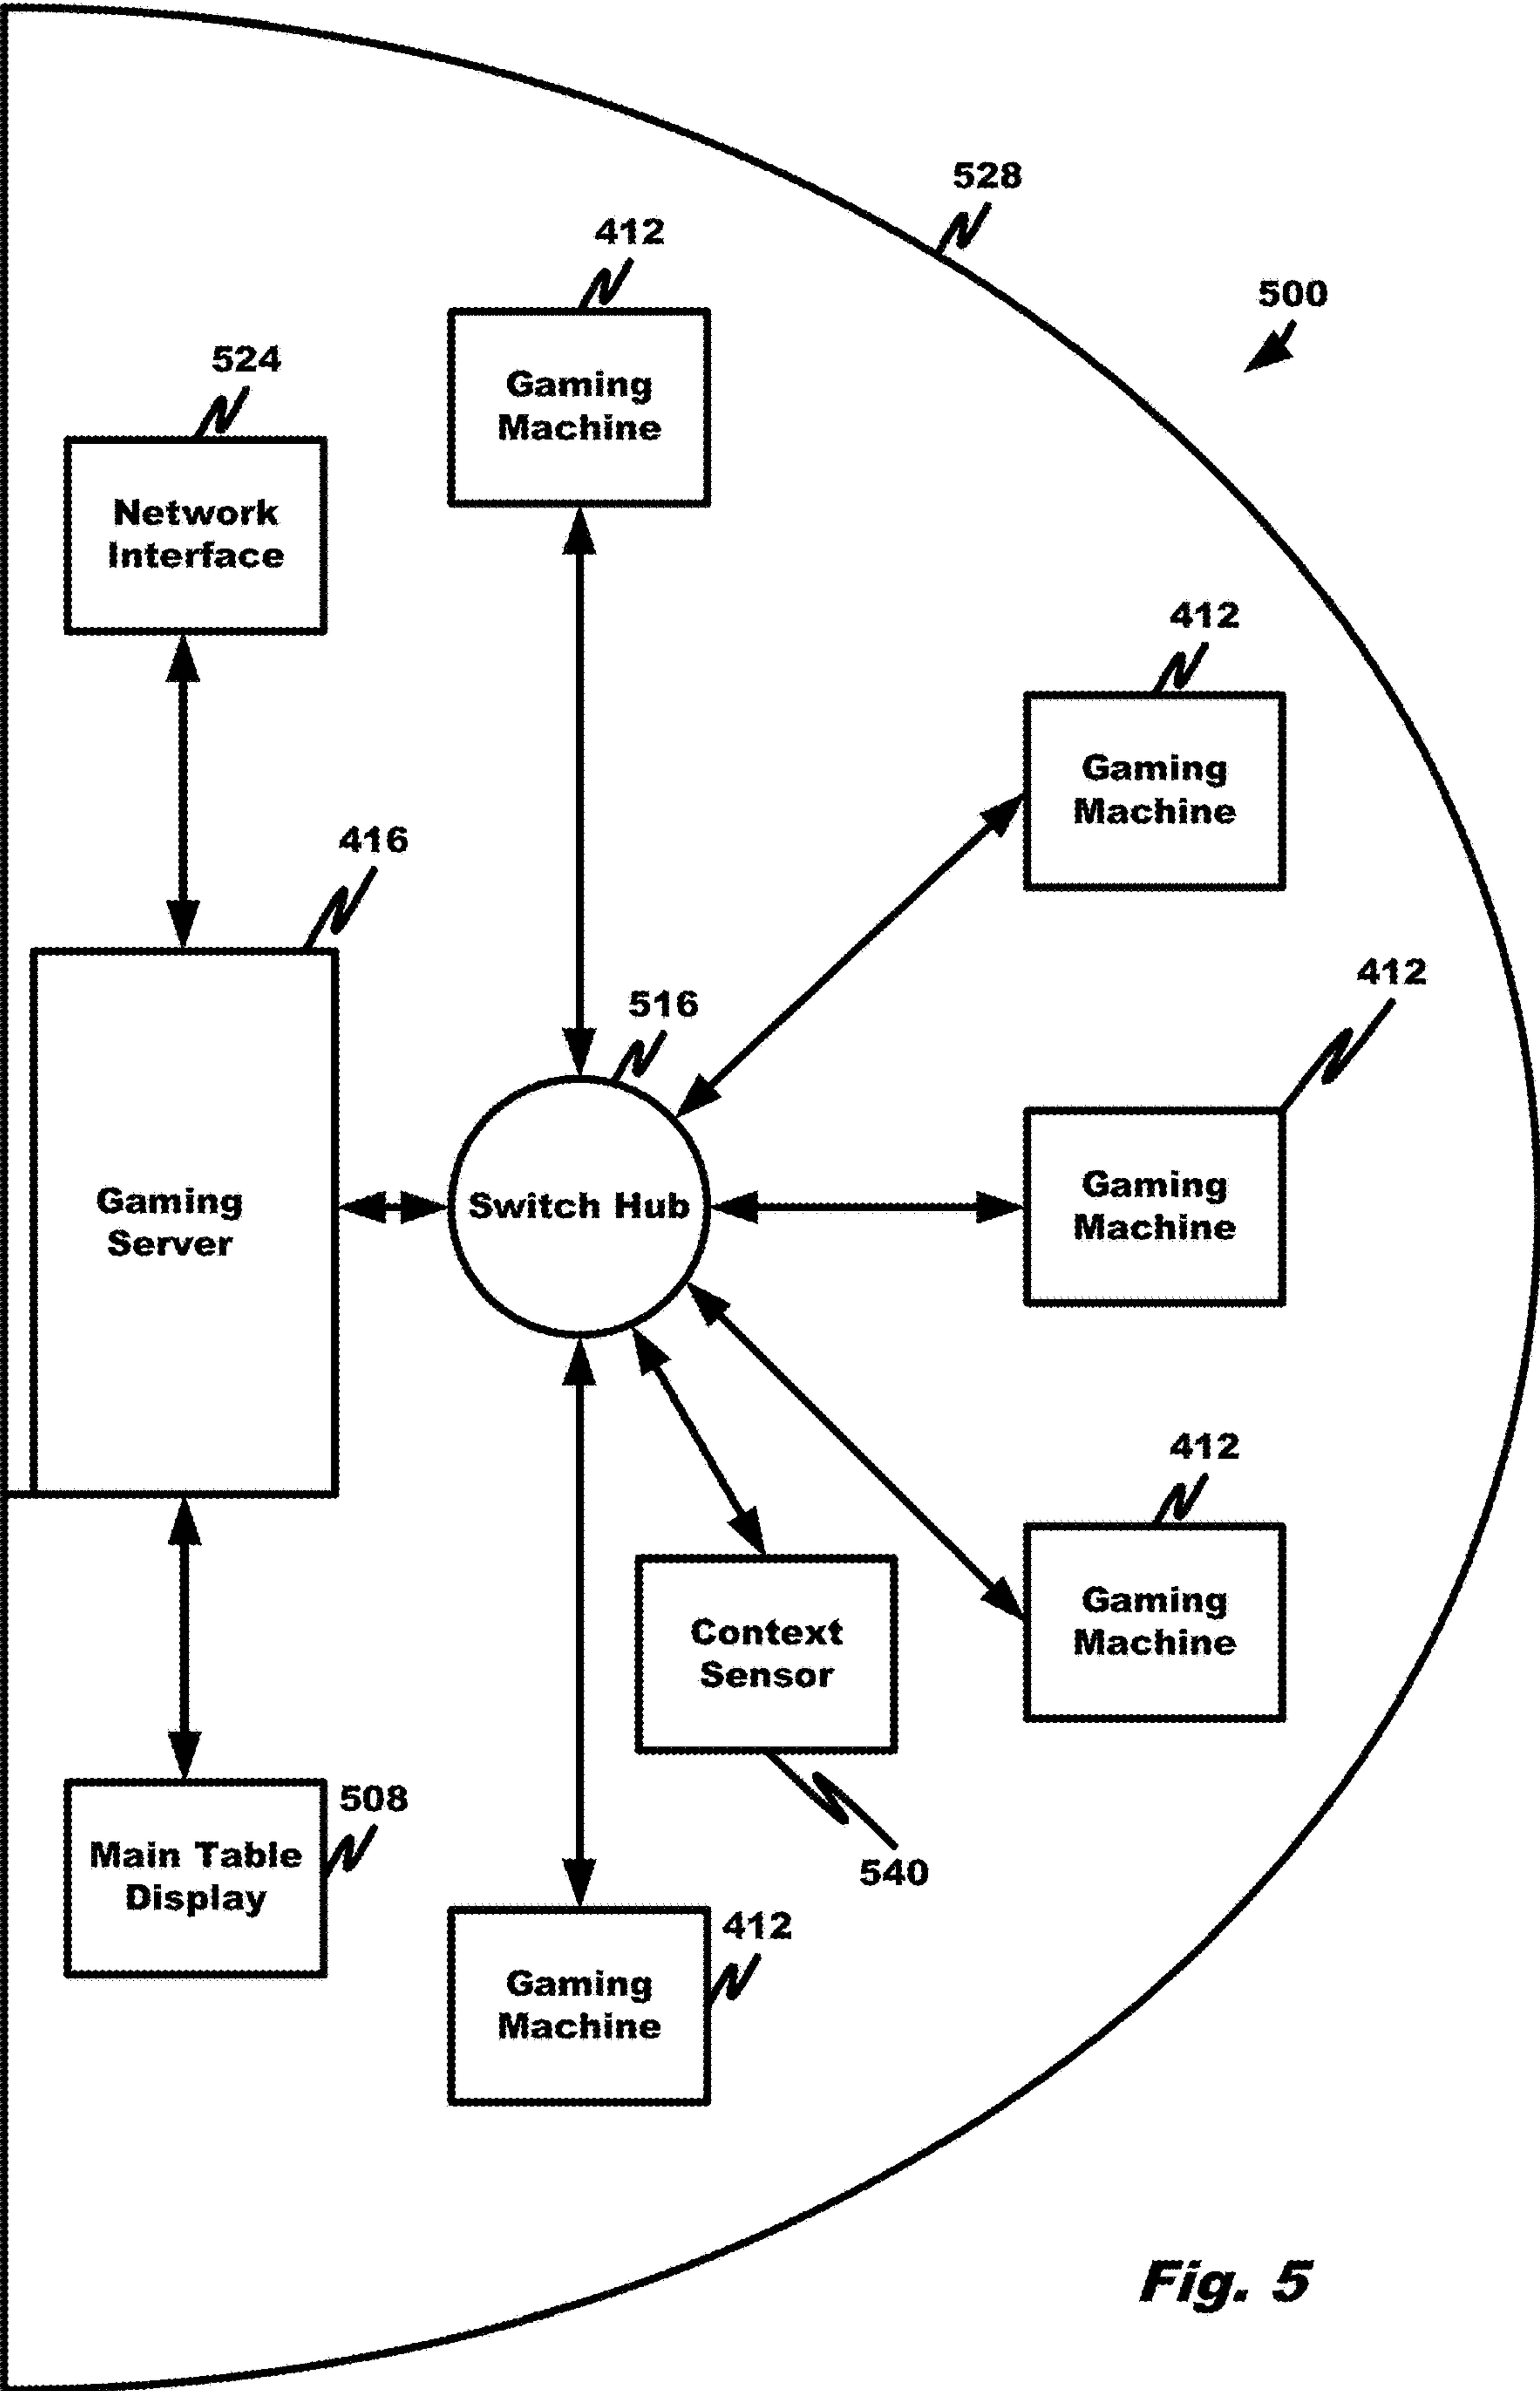 528
412
500
Gaming
Machine
524
Network
Interface
412
Gaming
Machine
416
412
516
Gaming
Server
Switch Hub
Gaming
Machine
412
Gaming
Machine
Context
Sensor
508
Main Table
Display
540
412
Gaming
Machine
Fig. 5